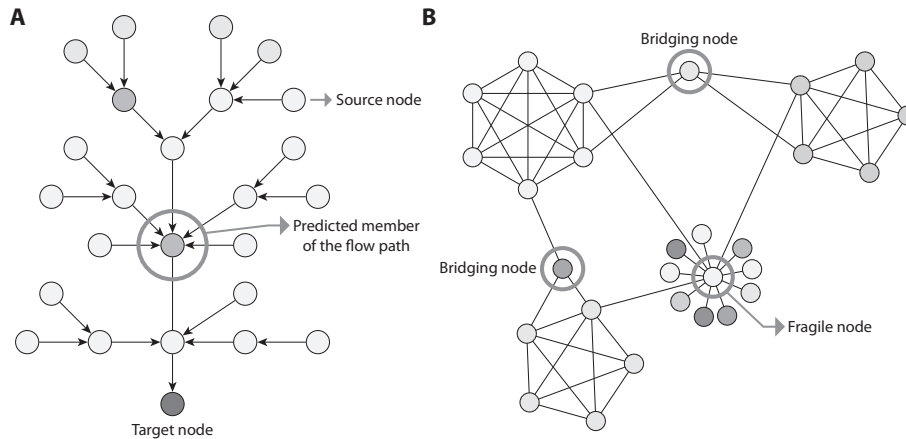 A
B
Bridging node
Source node
Predicted member
of the flow path
Bridging node
Fragile node
Target node